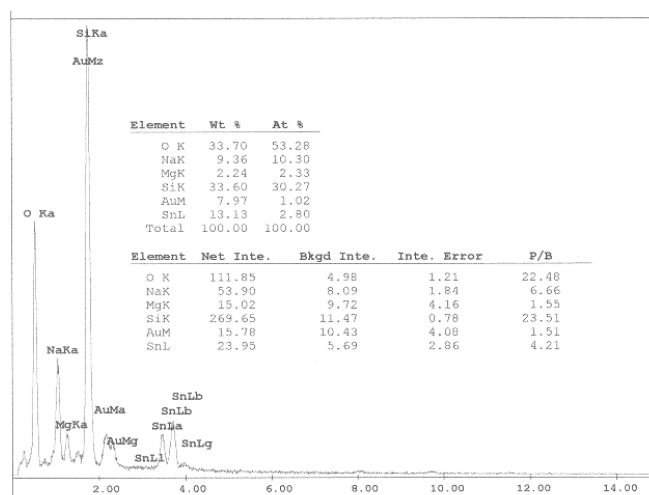 SiKa
AuMz
Element Wt % At %
O K 33.70 53.28
NaK 9.36 10.30
MgK 2.24 2.33
SiK 33.60 30.27
AuM 7.97 1.02
SnL 13.13 2.80
Total 100.00 100.00
O Ka
Element Net Inte. Bkgd Inte. Inte. Error P/B
O K 111.85 4.98 1.21 22.48
NaK 53.90 8.09 1.84 6.66
MgK 15.02 9.72 4.16 1.55
SiK 269.65 11.47 0.78 23.51
AuM 15.78 10.43 4.08 1.51
SnL 23.95 5.69 2.86 4.21
NaKa
SnLb
AuMa SnLb
MgKa SnLa
AuMg SnLg
SnLl
2.00 4.00 6.00 8.00 10.00 12.00 14.00